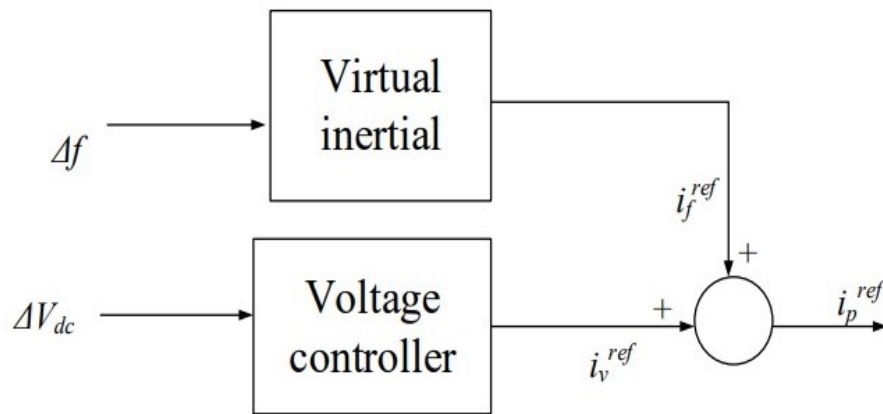 Virtual
inertial
Δf
i_f^ref
+
Voltage
controller
ΔV_dc
+
i_v^ref
i_p^ref